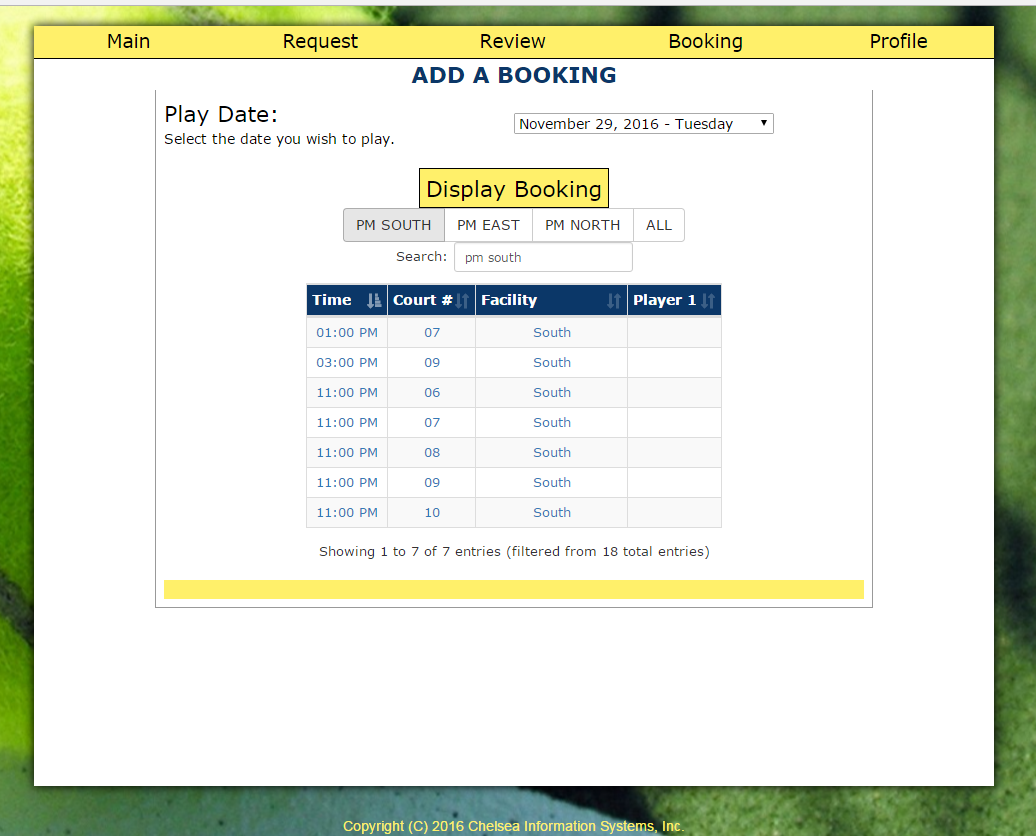 Main Request Review Booking Profile
ADD A BOOKING
Play Date:
Select the date you wish to play.
November 29, 2016 - Tuesday
Display Booking
PM SOUTH PM EAST PM NORTH ALL
Search: pm south
Time Court # Facility Player 1
01:00 PM 07 South
03:00 PM 09 South
11:00 PM 06 South
11:00 PM 07 South
11:00 PM 08 South
11:00 PM 09 South
11:00 PM 10 South
Showing 1 to 7 of 7 entries (filtered from 18 total entries)
Copyright (C) 2016 Chelsea Information Systems, Inc.